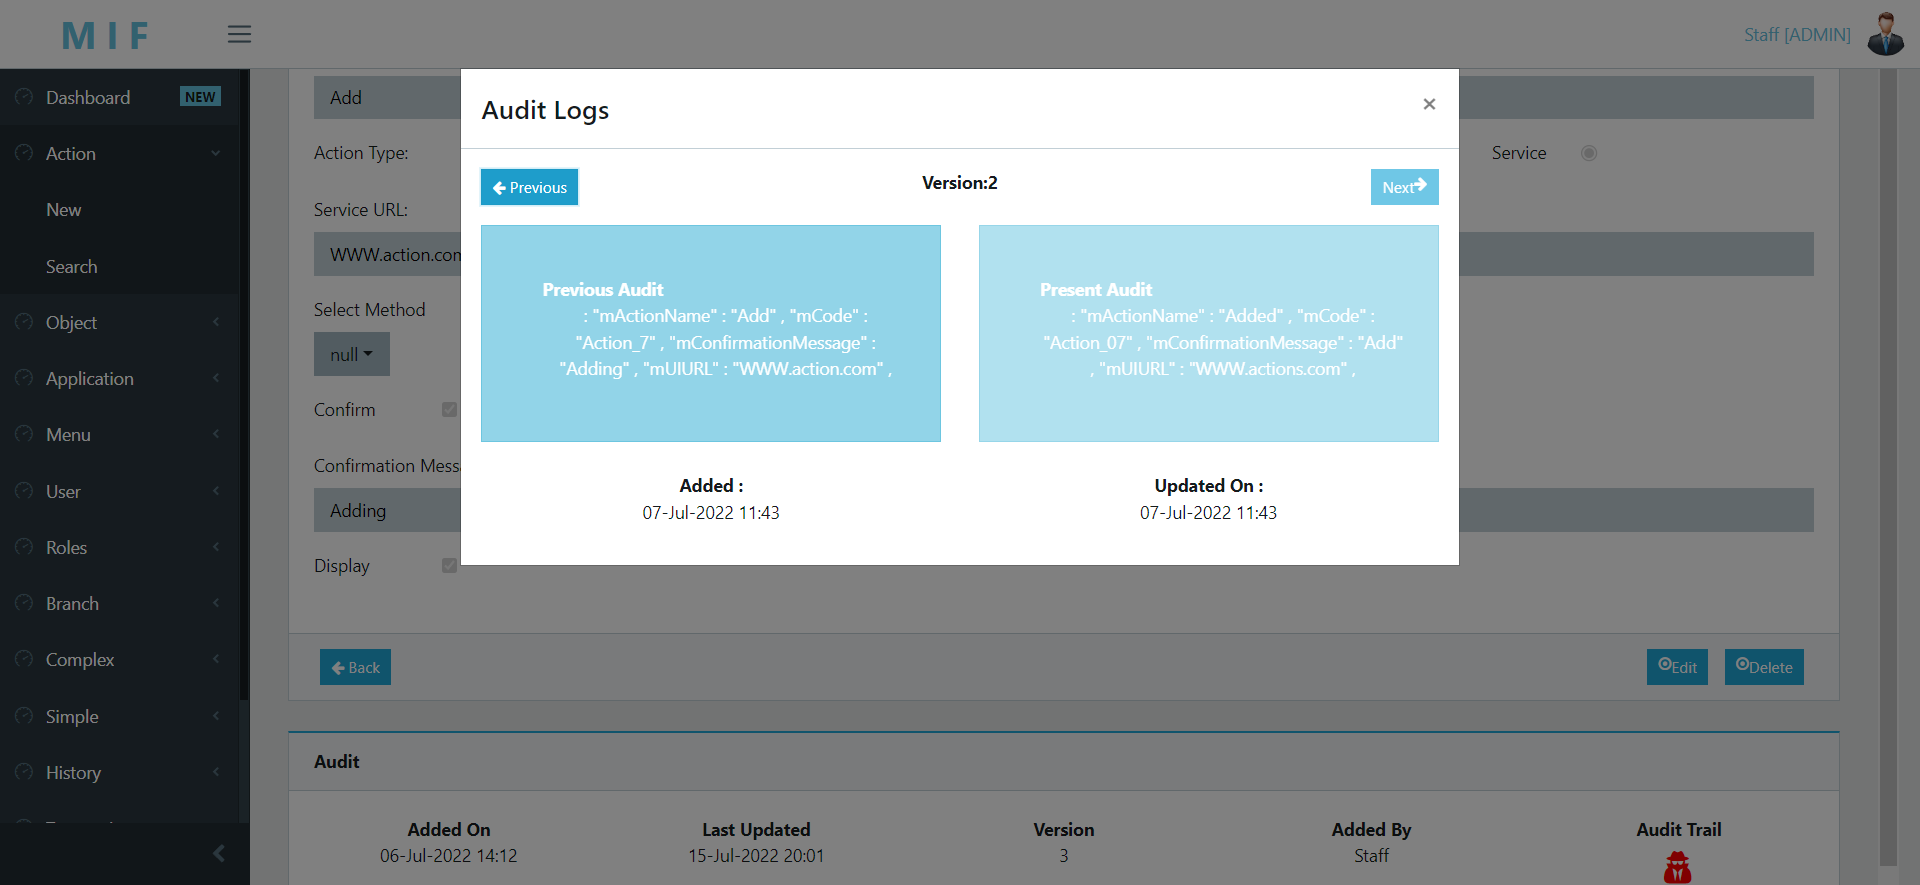 MIF
Staff [ADMIN]
Dashboard
NEW
Action
New
Search
Object
Application
Menu
User
Roles
Branch
Complex
Simple
History
Add
Action Type:
Service
Service URL:
WWW.action.com
Select Method
null
Confirm
Confirmation Mess
Adding
Display
Audit Logs
×
Previous
Version:2
Next
Previous Audit
: "mActionName" : "Add" , "mCode" :
"Action_7" , "mConfirmationMessage" :
"Adding" , "mUIURL" : "WWW.action.com" ,
Present Audit
: "mActionName" : "Added" , "mCode" :
"Action_07" , "mConfirmationMessage" : "Add"
, "mUIURL" : "WWW.actions.com" ,
Added :
07-Jul-2022 11:43
Updated On :
07-Jul-2022 11:43
Back
Edit
Delete
Audit
Added On
06-Jul-2022 14:12
Last Updated
15-Jul-2022 20:01
Version
3
Added By
Staff
Audit Trail